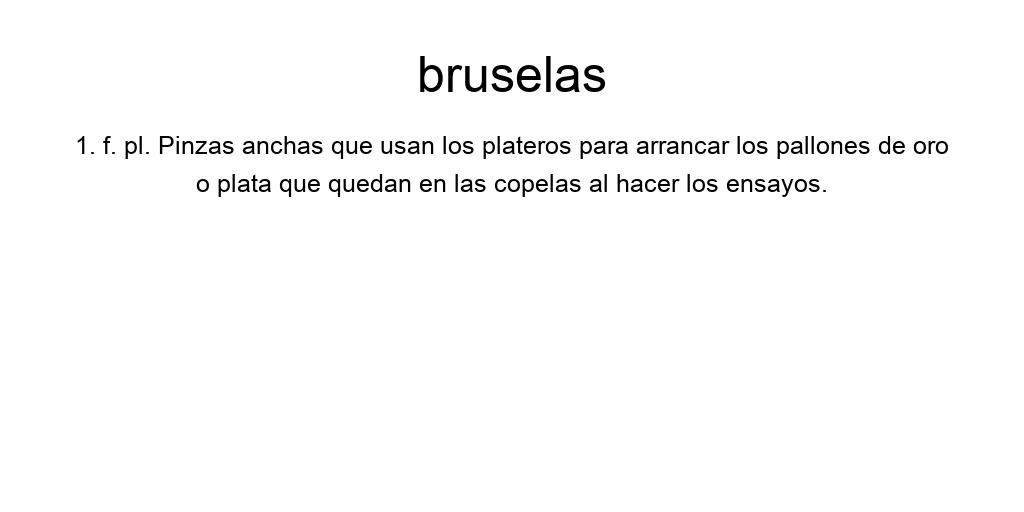 bruselas
1. f. pl. Pinzas anchas que usan los plateros para arrancar los pallones de oro
o plata que quedan en las copelas al hacer los ensayos.